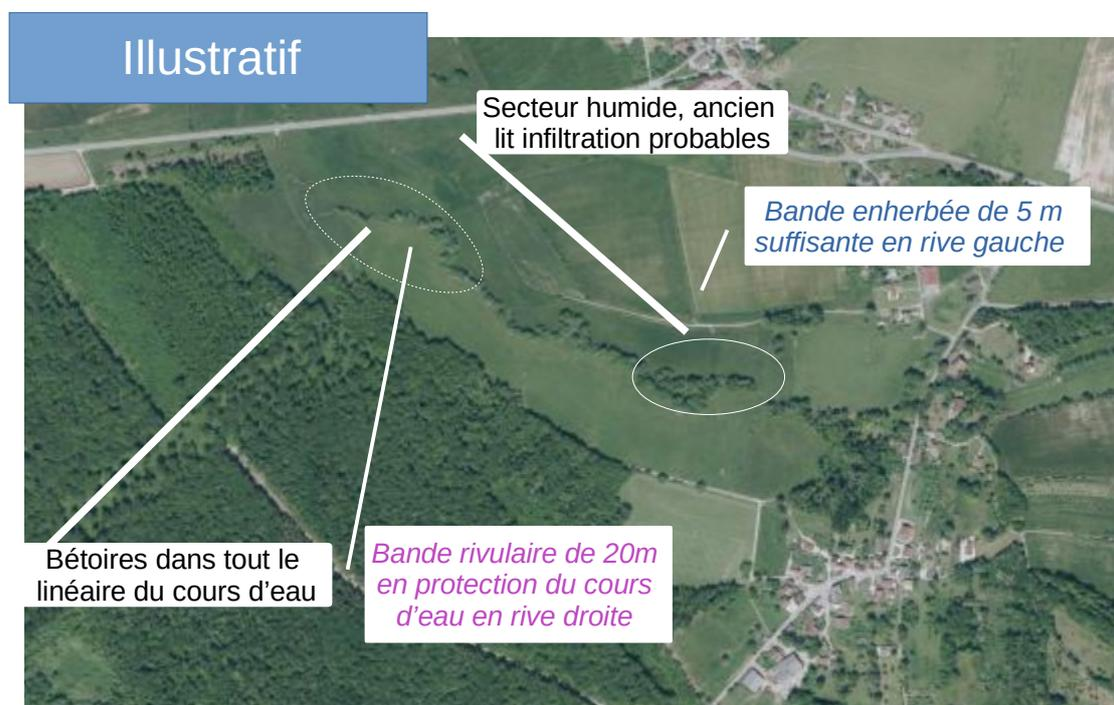 Illustratif
Secteur humide, ancien
lit infiltration probables
Bande enherbée de 5 m
suffisante en rive gauche
Bétoires dans tout le
linéaire du cours d'eau
Bande rivulaire de 20m
en protection du cours
d'eau en rive droite